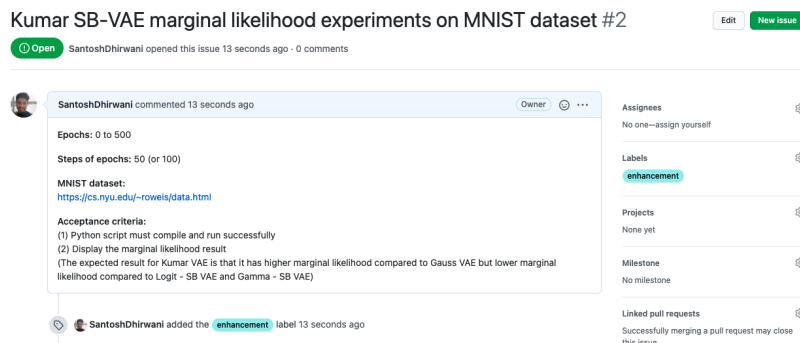 Kumar SB-VAE marginal likelihood experiments on MNIST dataset #2
Edit
New issue
Open
SantoshDhirwani opened this issue 13 seconds ago · 0 comments
SantoshDhirwani commented 13 seconds ago
Owner
Epochs: 0 to 500
Steps of epochs: 50 (or 100)
MNIST dataset:
https://cs.nyu.edu/~roweis/data.html
Acceptance criteria:
(1) Python script must compile and run successfully
(2) Display the marginal likelihood result
(The expected result for Kumar VAE is that it has higher marginal likelihood compared to Gauss VAE but lower marginal
likelihood compared to Logit - SB VAE and Gamma - SB VAE)
SantoshDhirwani added the enhancement label 13 seconds ago
Assignees
No one—assign yourself
Labels
enhancement
Projects
None yet
Milestone
No milestone
Linked pull requests
Successfully merging a pull request may close
this issue.